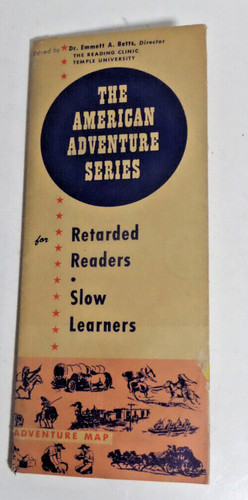 Edited by ★ Dr. Emmett A. Betts, Director
THE READING CLINIC
TEMPLE UNIVERSITY
THE
AMERICAN
ADVENTURE
SERIES
for
Retarded
Readers
•
Slow
Learners
ADVENTURE MAP